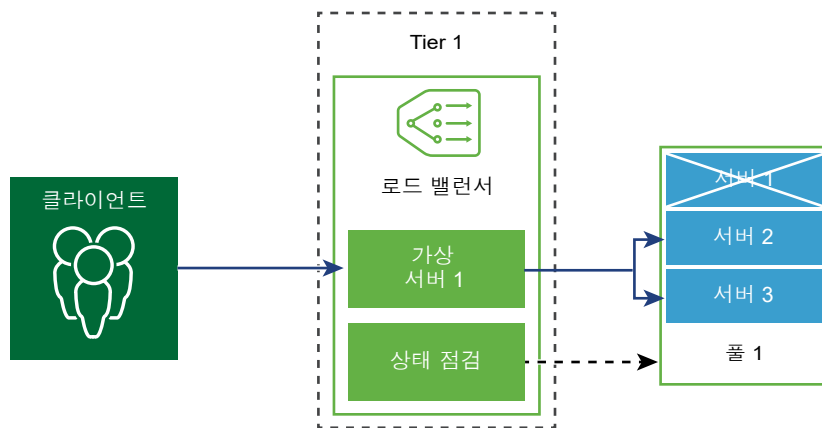 Tier 1
로드 밸런서
클라이언트
가상
서버 1
상태 점검
서버 1
서버 2
서버 3
풀 1